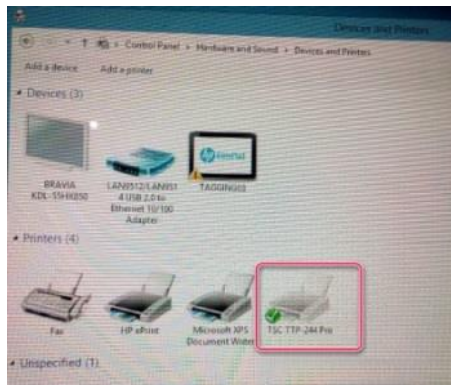 Devices and Printers
Control Panel › Hardware and Sound › Devices and Printers
Add a device Add a printer
Devices (3)
BRAVIA
KDL-55HX850
LAN9512/LAN951
4 USB 2.0 to
Ethernet 10/100
Adapter
hp
TAGGING03
Printers (4)
Fax
HP ePrint
Microsoft XPS
Document Writer
TSC TTP-244 Pro
Unspecified (1)